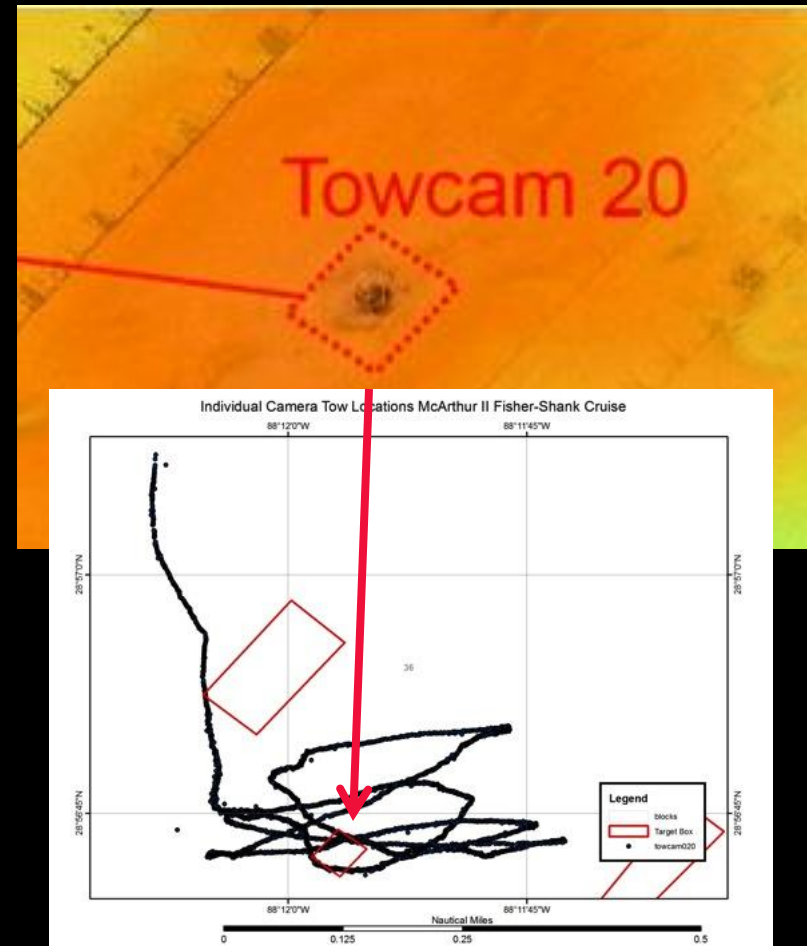 Towcam 20
Individual Camera Tow Locations McArthur II Fisher-Shank Cruise
88°12'0"W
88°11'45"W
28°57'0"N
28°57'0"N
36
28°56'45"N
28°56'45"N
Legend
blocks
Target Box
towcam020
88°12'0"W
88°11'45"W
Nautical Miles
0
0.125
0.25
0.5